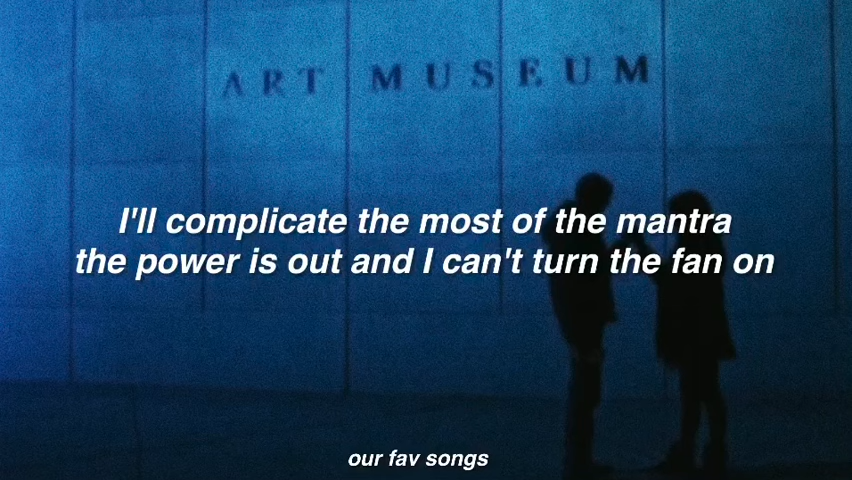 ART MUSEUM
I'll complicate the most of the mantra
the power is out and I can't turn the fan on
our fav songs